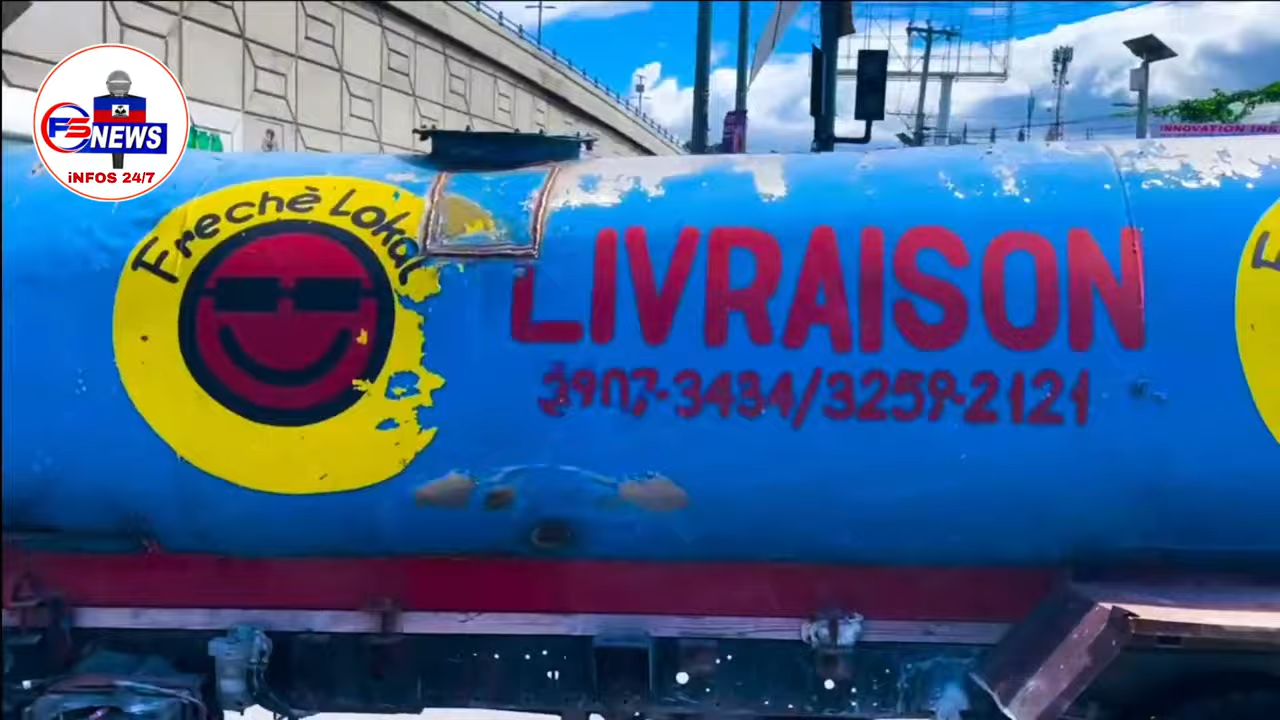 FS
NEWS
iNFOS 24/7
INNOVATION
Frechè Lokal
LIVRAISON
3907-3434/3259-2121